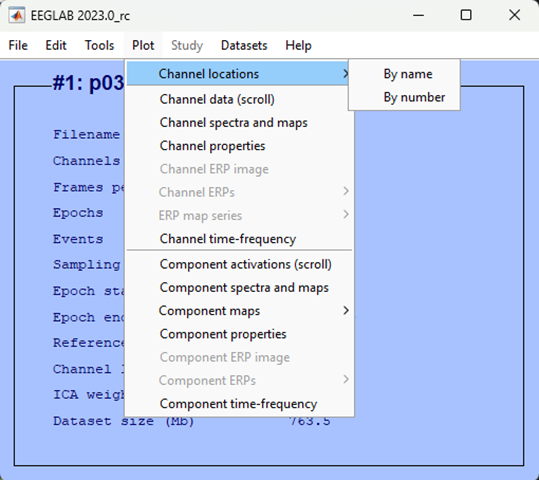 EEGLAB 2023.0_rc
File Edit Tools Plot Study Datasets Help
#1: p03
Channel locations
By name
By number
Channel data (scroll)
Channel spectra and maps
Channel properties
Channel ERP image
Channel ERPs
ERP map series
Channel time-frequency
Component activations (scroll)
Component spectra and maps
Component maps
Component properties
Component ERP image
Component ERPs
Component time-frequency
Filename
Channels
Frames pe
Epochs
Events
Sampling
Epoch sta
Epoch end
Reference
Channel l
ICA weigh
Dataset size (Mb) 763.5